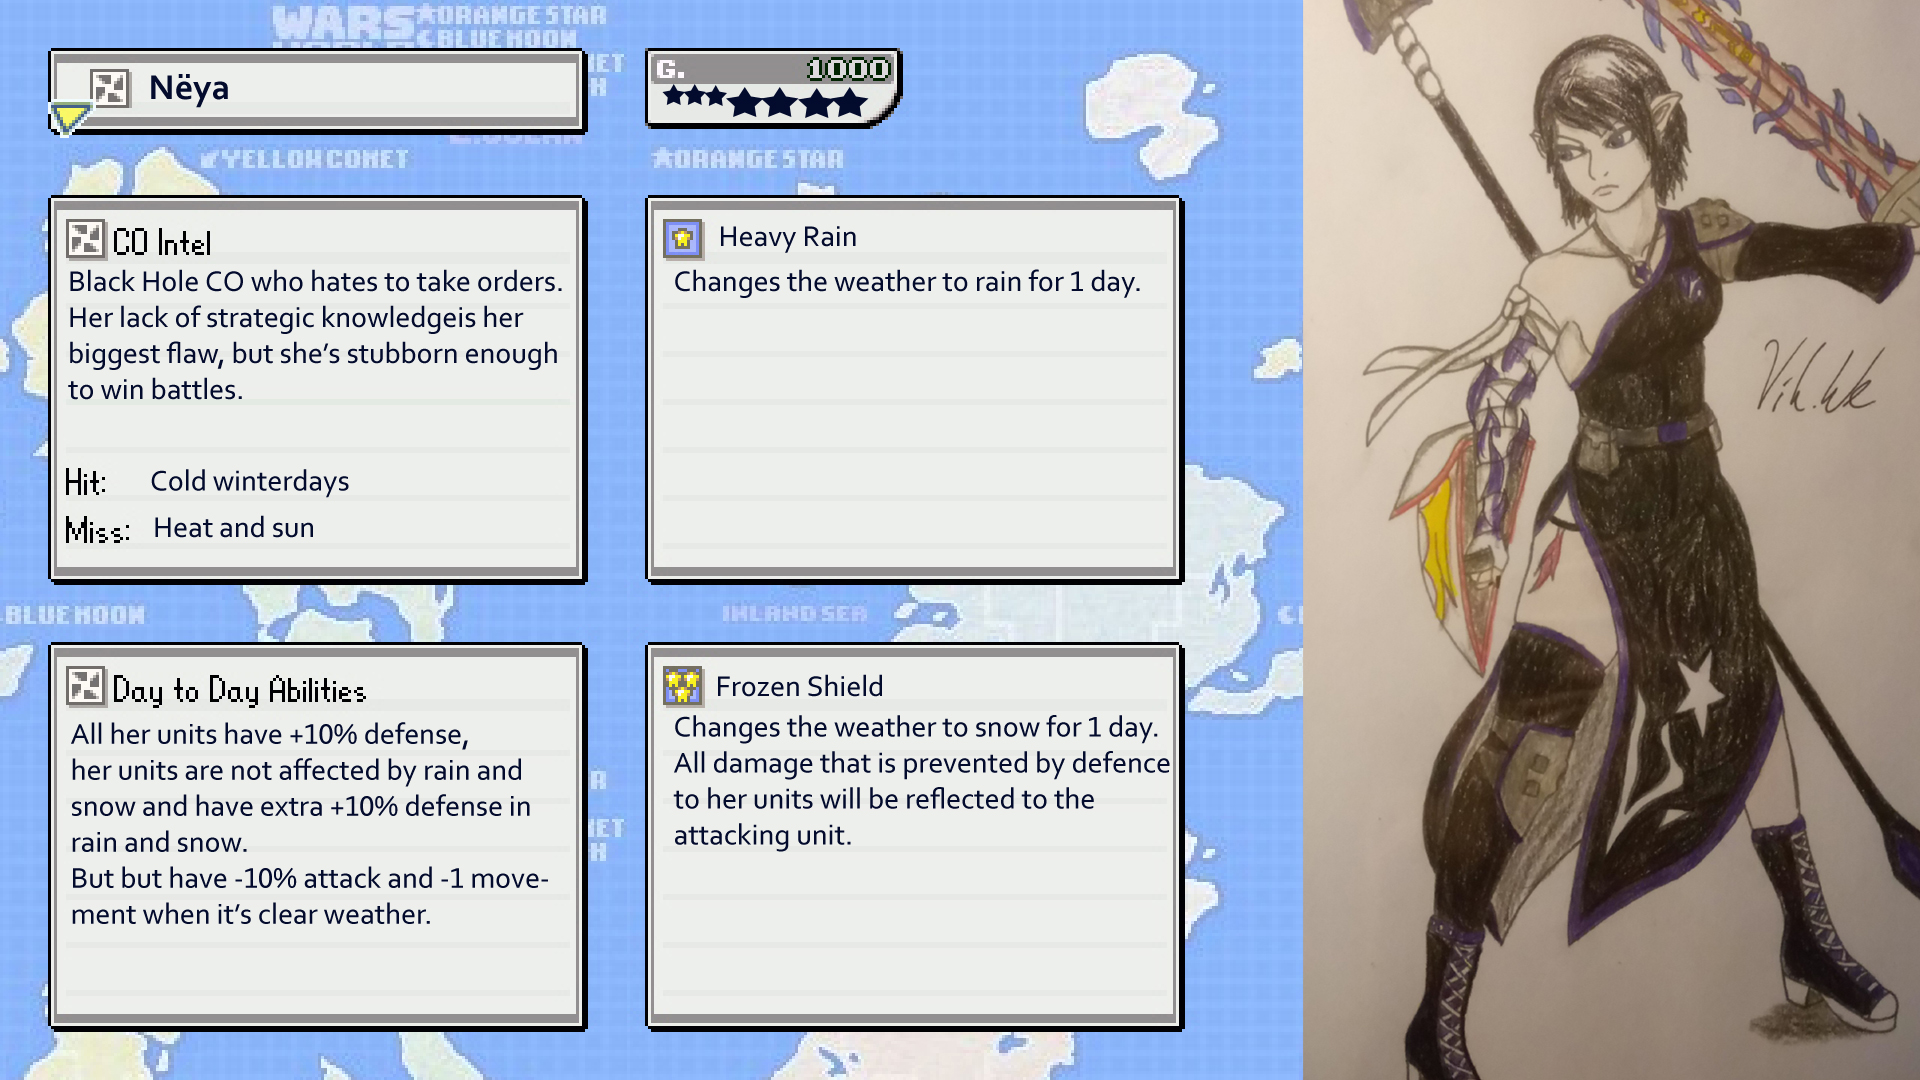 WARS
★ORANGE STAR
BLUE MOON
Nëya
G. 1000
YELLOW COMET
★ORANGE STAR
CO Intel
Black Hole CO who hates to take orders.
Her lack of strategic knowledgeis her
biggest flaw, but she's stubborn enough
to win battles.
Hit: Cold winterdays
Miss: Heat and sun
Heavy Rain
Changes the weather to rain for 1 day.
BLUE MOON
INLAND SEA
Day to Day Abilities
All her units have +10% defense,
her units are not affected by rain and
snow and have extra +10% defense in
rain and snow.
But but have -10% attack and -1 move-
ment when it's clear weather.
Frozen Shield
Changes the weather to snow for 1 day.
All damage that is prevented by defence
to her units will be reflected to the
attacking unit.